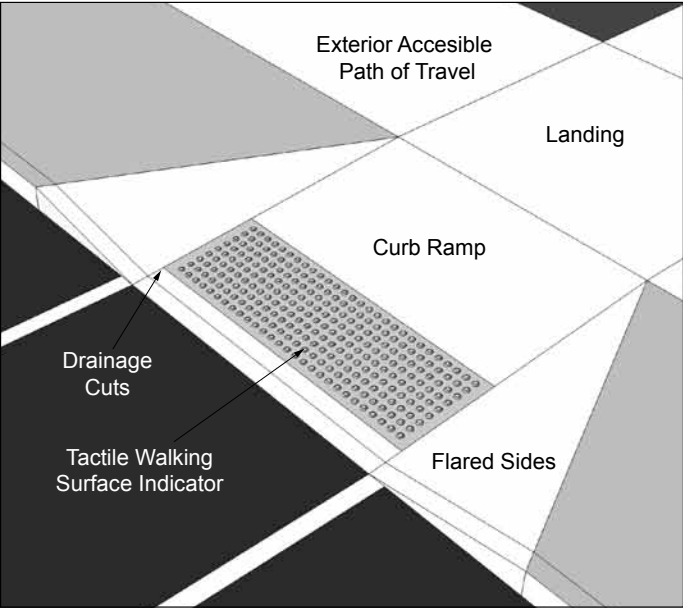 Exterior Accesible
Path of Travel
Landing
Curb Ramp
Drainage
Cuts
Tactile Walking
Surface Indicator
Flared Sides